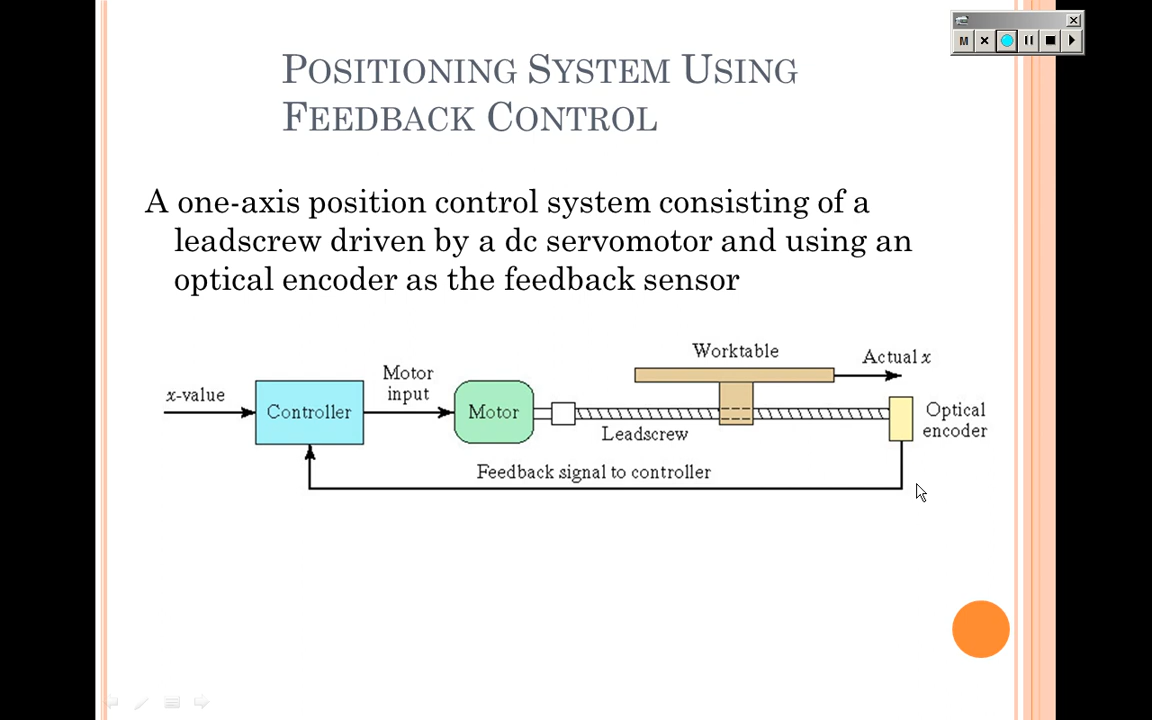 POSITIONING SYSTEM USING
FEEDBACK CONTROL
A one-axis position control system consisting of a
leadscrew driven by a dc servomotor and using an
optical encoder as the feedback sensor
Worktable
Actual x
Motor
input
x-value
Controller
Motor
Optical
encoder
Leadscrew
Feedback signal to controller
M